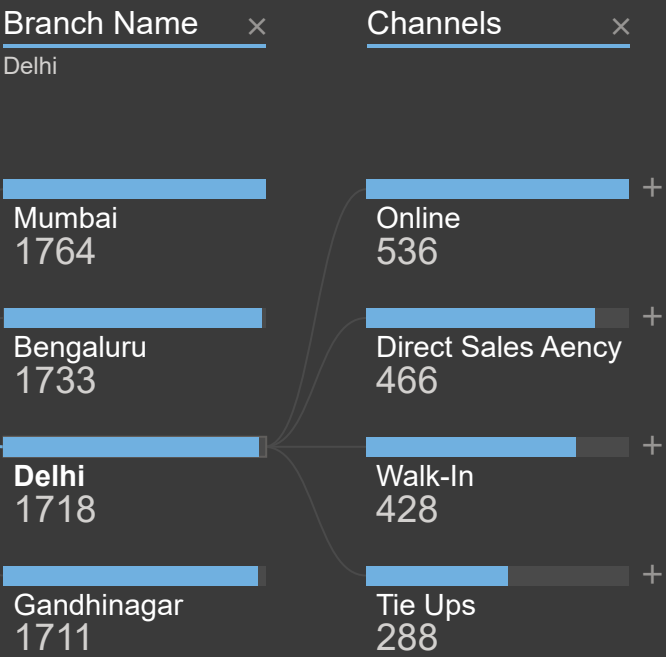 Branch Name ×
Delhi
Mumbai
1764
Bengaluru
1733
Delhi
1718
Gandhinagar
1711
Channels ×
Online
536
+
Direct Sales Aency
466
+
Walk-In
428
+
Tie Ups
288
+